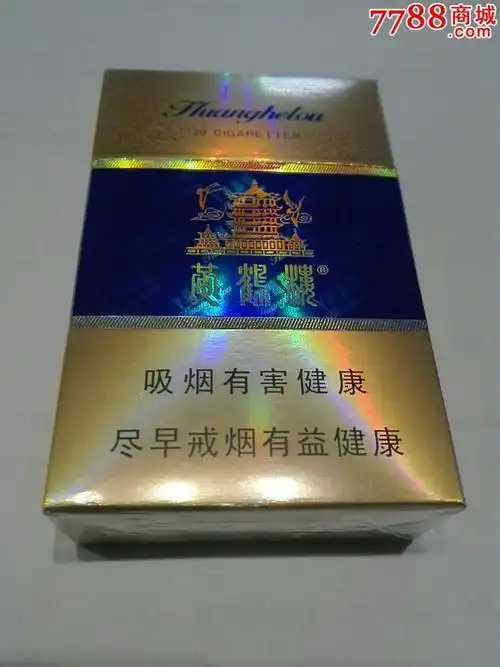 7788商城
.com
Huanghelou
20 CIGARETTES
黄鹤楼®
吸烟有害健康
尽早戒烟有益健康